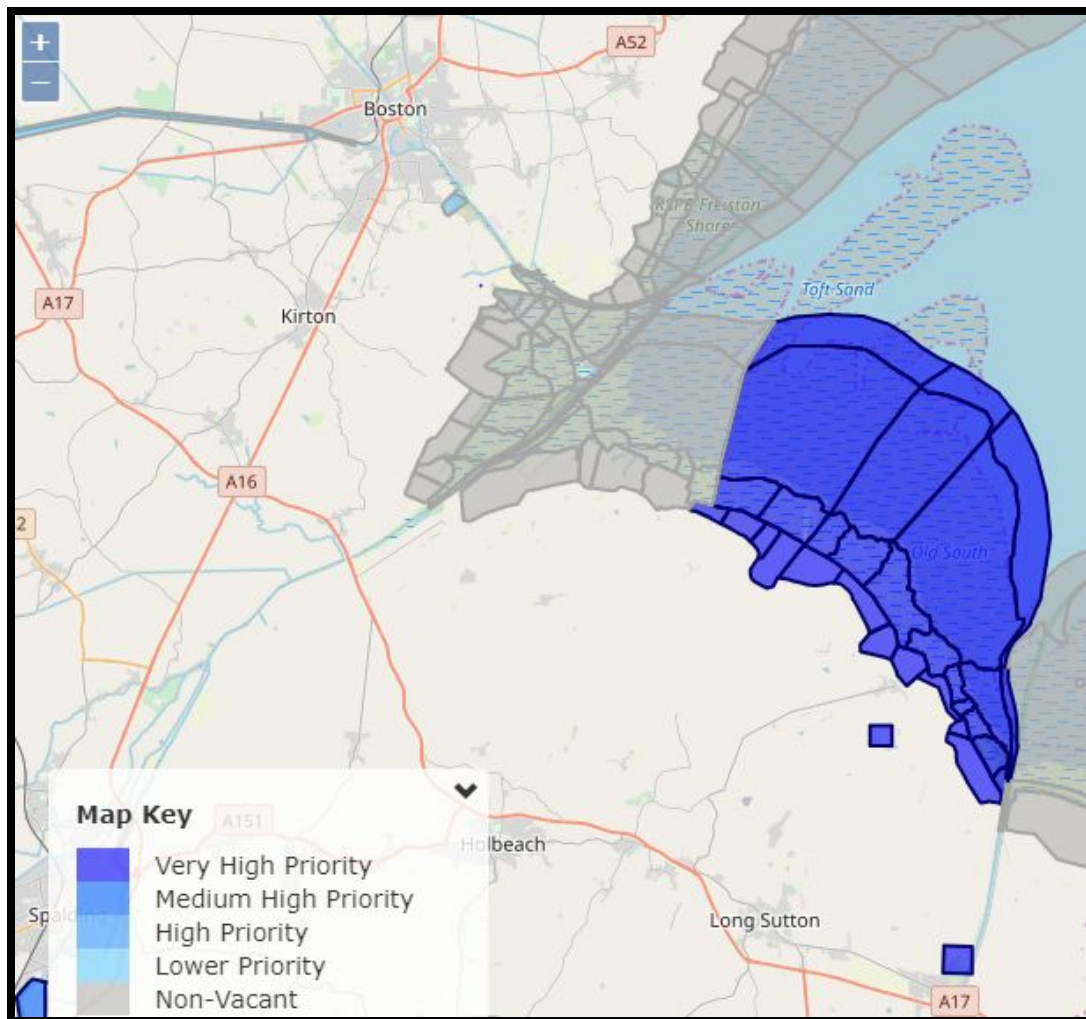 +
−
A52
Boston
RSPB Freiston
Shore
A17
Toft Sand
Kirton
A16
2
Old South
Map Key
A151
Holbeach
Very High Priority
Medium High Priority
Long Sutton
High Priority
Lower Priority
Non-Vacant
A17